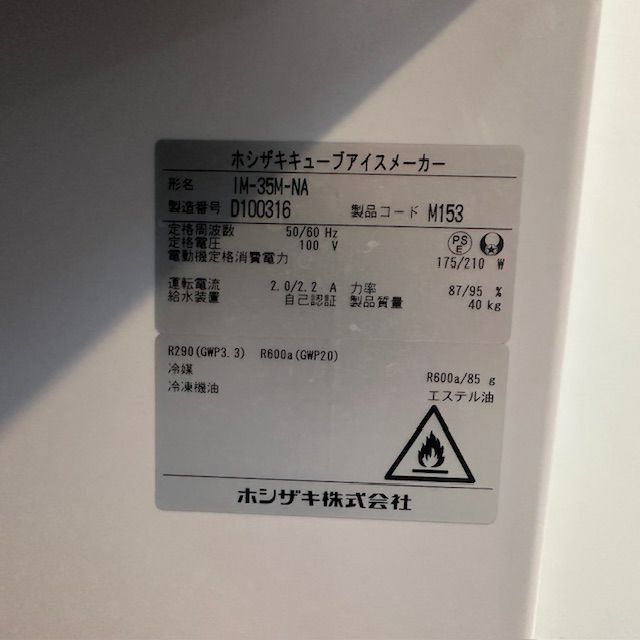 ホシザキキューブアイスメーカー
形名 IM-35M-NA
製造番号 D100316 製品コード M153
定格周波数 50/60 Hz
定格電圧 100 V
PSE
電動機定格消費電力 175/210 W
運転電流 2.0/2.2 A 力率 87/95 %
給水装置 自己認証 製品質量 40 kg
R290(GWP3.3) R600a(GWP20)
冷媒 R600a/85 g
冷凍機油 エステル油
ホシザキ株式会社